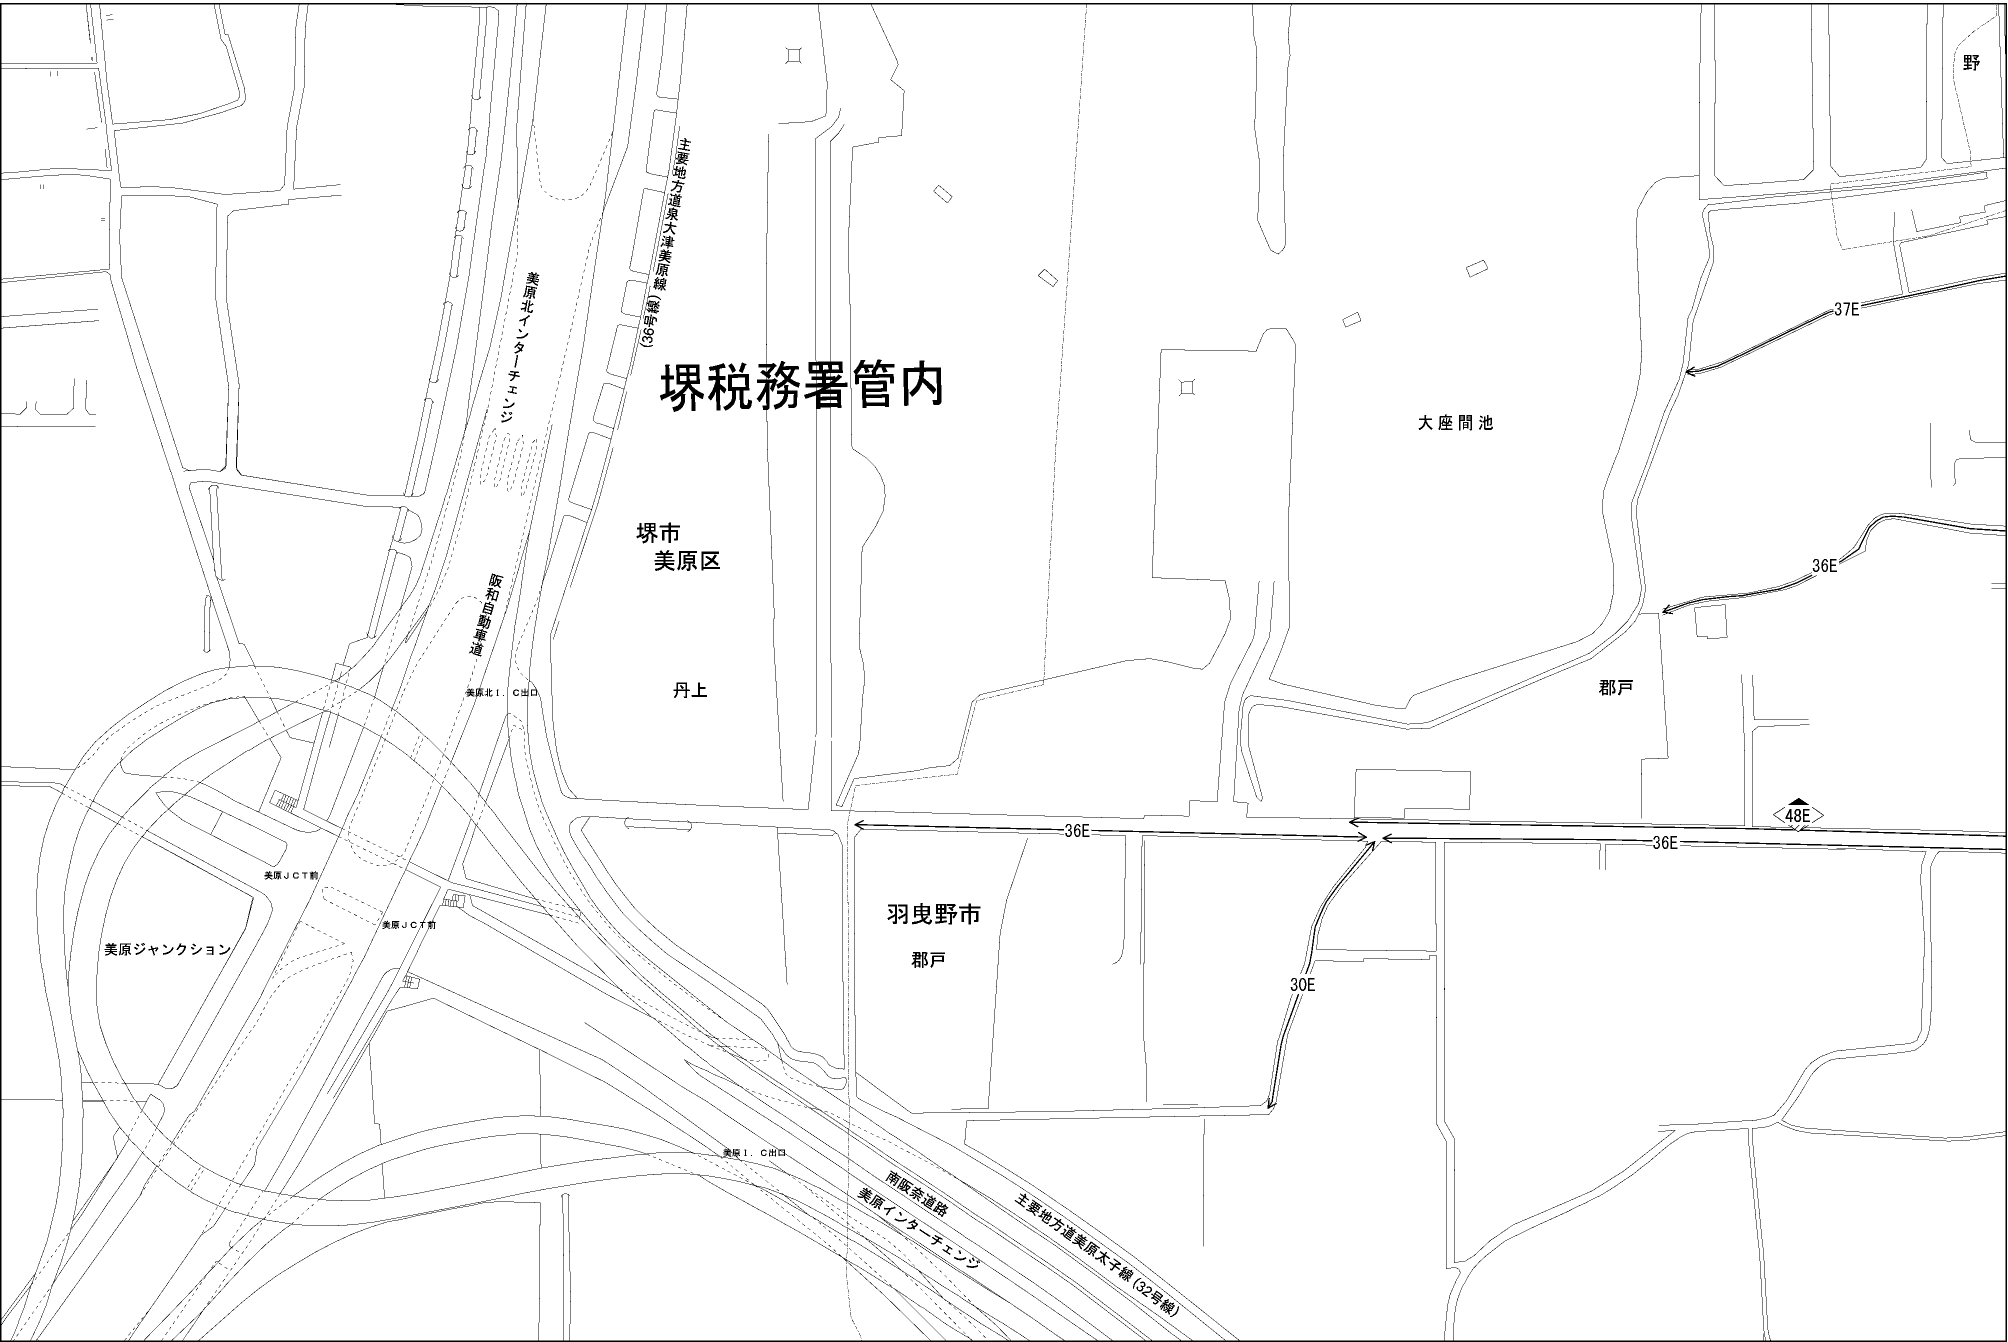 野
主要地方道泉大津美原線
(36号線)
美原北インターチェンジ
37E
堺税務署管内
大座間池
堺市
美原区
36E
阪和自動車道
美原北I.C出口
丹上
郡戸
48E
36E
36E
美原JCT前
美原JCT前
羽曳野市
郡戸
美原ジャンクション
30E
美原I.C出口
南阪奈道路
美原インターチェンジ
主要地方道美原太子線(32号線)